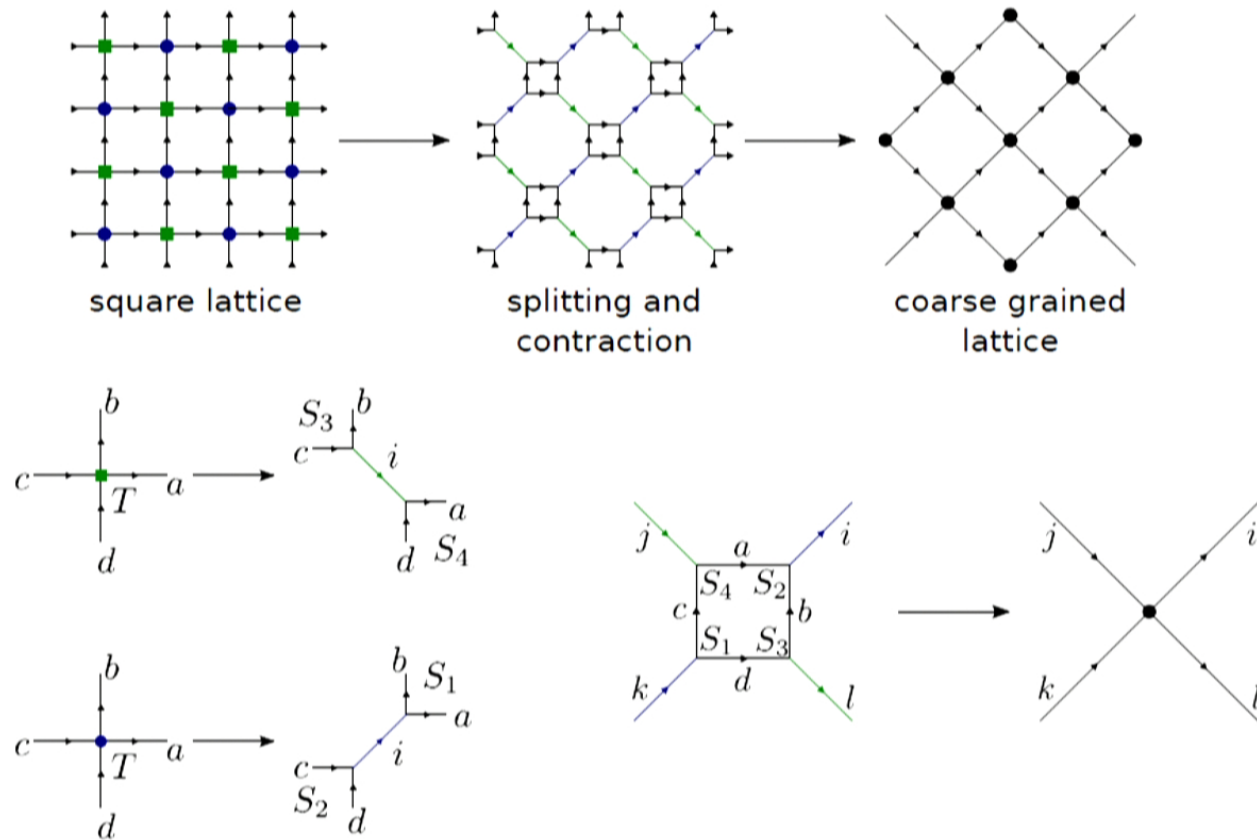 square lattice
splitting and
contraction
coarse grained
lattice
b
c
T
a
d
S₃
b
c
i
a
d
S₄
j
a
i
S₄
S₂
c
b
S₁
S₃
k
d
l
j
i
k
l
b
c
T
a
d
b
S₁
a
c
i
S₂
d